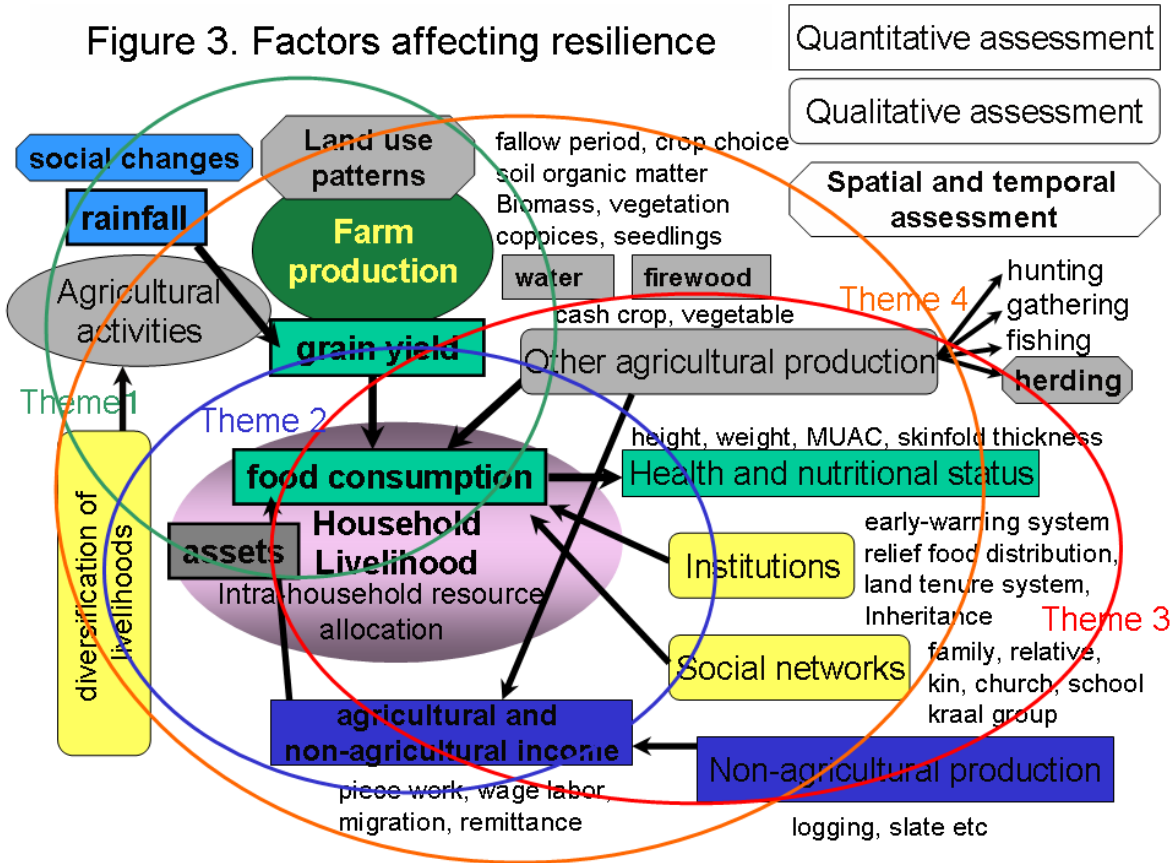 Figure 3. Factors affecting resilience
Quantitative assessment
Qualitative assessment
Spatial and temporal
assessment
social changes
rainfall
Land use
patterns
fallow period, crop choice
soil organic matter
Biomass, vegetation
coppices, seedlings
Farm
production
water
firewood
Agricultural
activities
cash crop, vegetable
Theme 4
hunting
gathering
fishing
herding
grain yield
Other agricultural production
Theme1
Theme 2
height, weight, MUAC, skinfold thickness
food consumption
Health and nutritional status
Household
Livelihood
assets
Intra-household resource
allocation
diversification of
livelihoods
Institutions
early-warning system
relief food distribution,
land tenure system,
Inheritance
Theme 3
Social networks
family, relative,
kin, church, school
kraal group
agricultural and
non-agricultural income
Non-agricultural production
piece work, wage labor,
migration, remittance
logging, slate etc